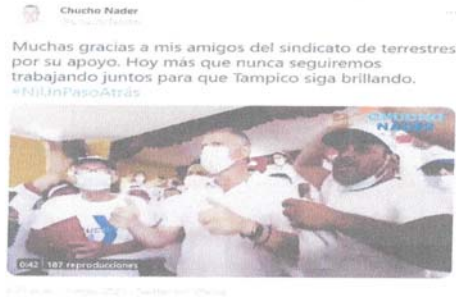 Chucho Nader
Muchas gracias a mis amigos del sindicato de terrestres
por su apoyo. Hoy más que nunca seguiremos
trabajando juntos para que Tampico siga brillando.
#NiUnPasoAtrás
CHUCHO
NADER
0:42 187 reproducciones